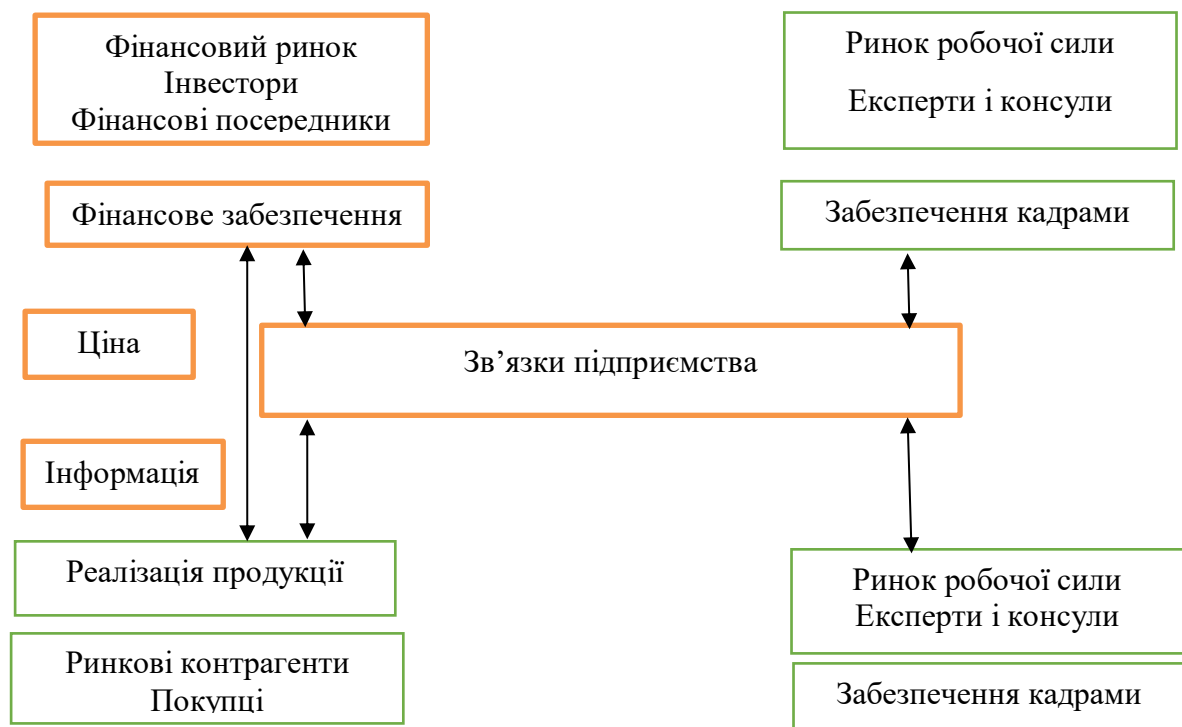 Фінансовий ринок
Інвестори
Фінансові посередники
Ринок робочої сили
Експерти і консули
Фінансове забезпечення
Забезпечення кадрами
Ціна
Зв’язки підприємства
Інформація
Реалізація продукції
Ринок робочої сили
Експерти і консули
Ринкові контрагенти
Покупці
Забезпечення кадрами